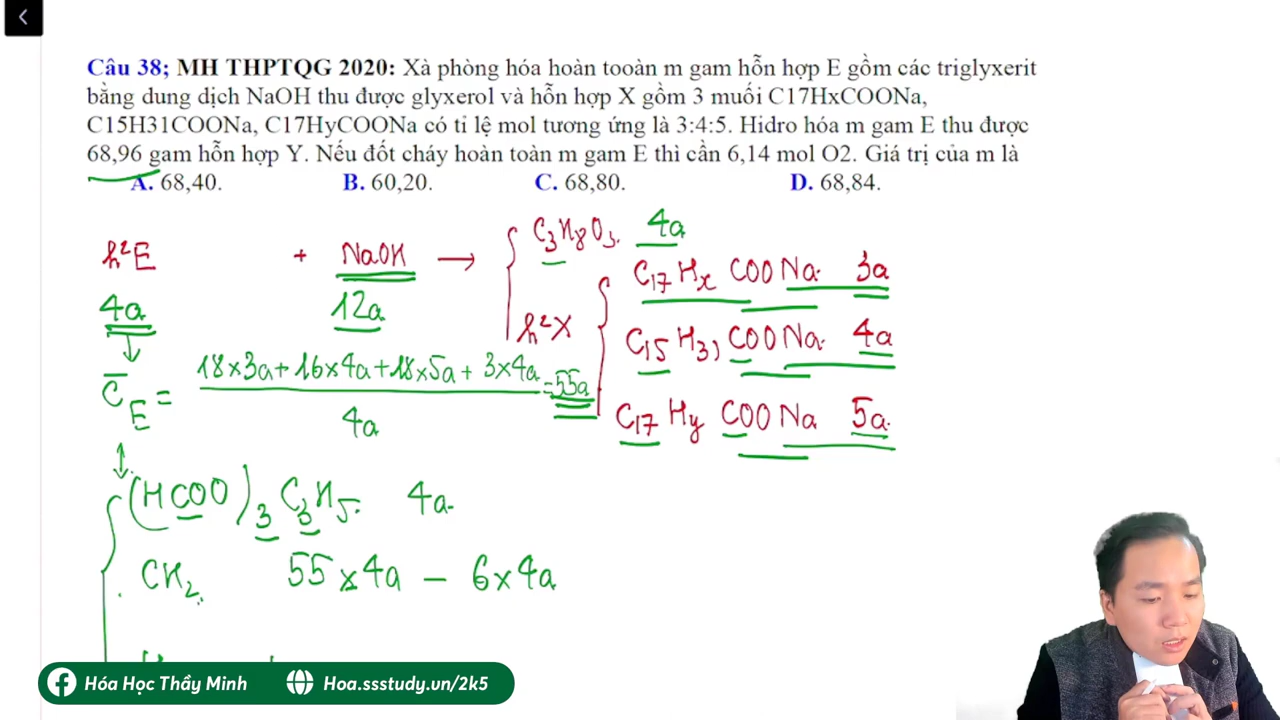 Câu 38; MH THPTQG 2020: Xà phòng hóa hoàn tooàn m gam hỗn hợp E gồm các triglyxerit
bằng dung dịch NaOH thu được glyxerol và hỗn hợp X gồm 3 muối C17HxCOONa,
C15H31COONa, C17HyCOONa có tỉ lệ mol tương ứng là 3:4:5. Hidro hóa m gam E thu được
68,96 gam hỗn hợp Y. Nếu đốt cháy hoàn toàn m gam E thì cần 6,14 mol O2. Giá trị của m là
A. 68,40. B. 60,20. C. 68,80. D. 68,84.
C3H8O3. 4a
h²E + NaOH →
C17Hx COONa. 3a
4a 12a
h²X
C15H31 COONa. 4a
C̅E = 18×3a+16×4a+18×5a+3×4a / 4a = 55a
C17Hy COONa 5a.
(HCOO)3 C3H5. 4a.
CH2. 55×4a – 6×4a
Hóa Học Thầy Minh Hoa.ssstudy.vn/2k5